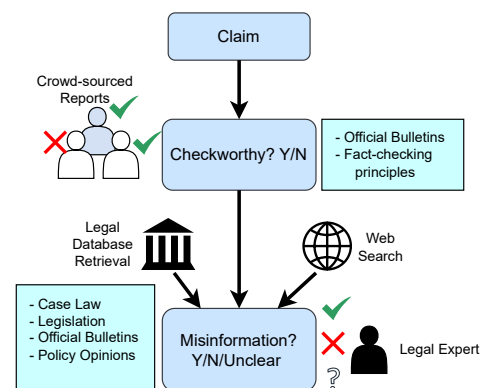 Claim
Crowd-sourced
Reports
Checkworthy? Y/N
- Official Bulletins
- Fact-checking
principles
Legal
Database
Retrieval
Web
Search
- Case Law
- Legislation
- Official Bulletins
- Policy Opinions
Misinformation?
Y/N/Unclear
?
Legal Expert